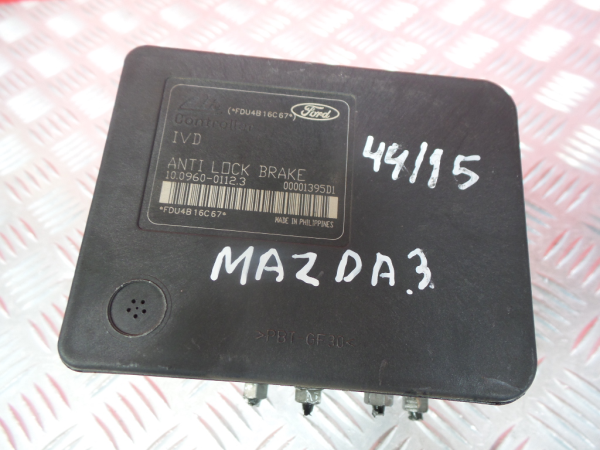 (*FDU4B16C67*) Ford
IVD
ANTI LOCK BRAKE
10.0960-0112.3 00001395D1
*FDU4B16C67*
MADE IN PHILIPPINES
44/15
MAZDA.3